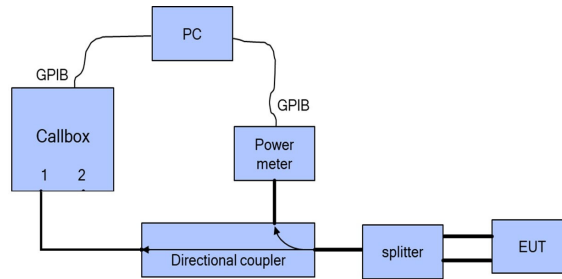 PC
GPIB
GPIB
Callbox
1 2
Power
meter
Directional coupler
splitter
EUT